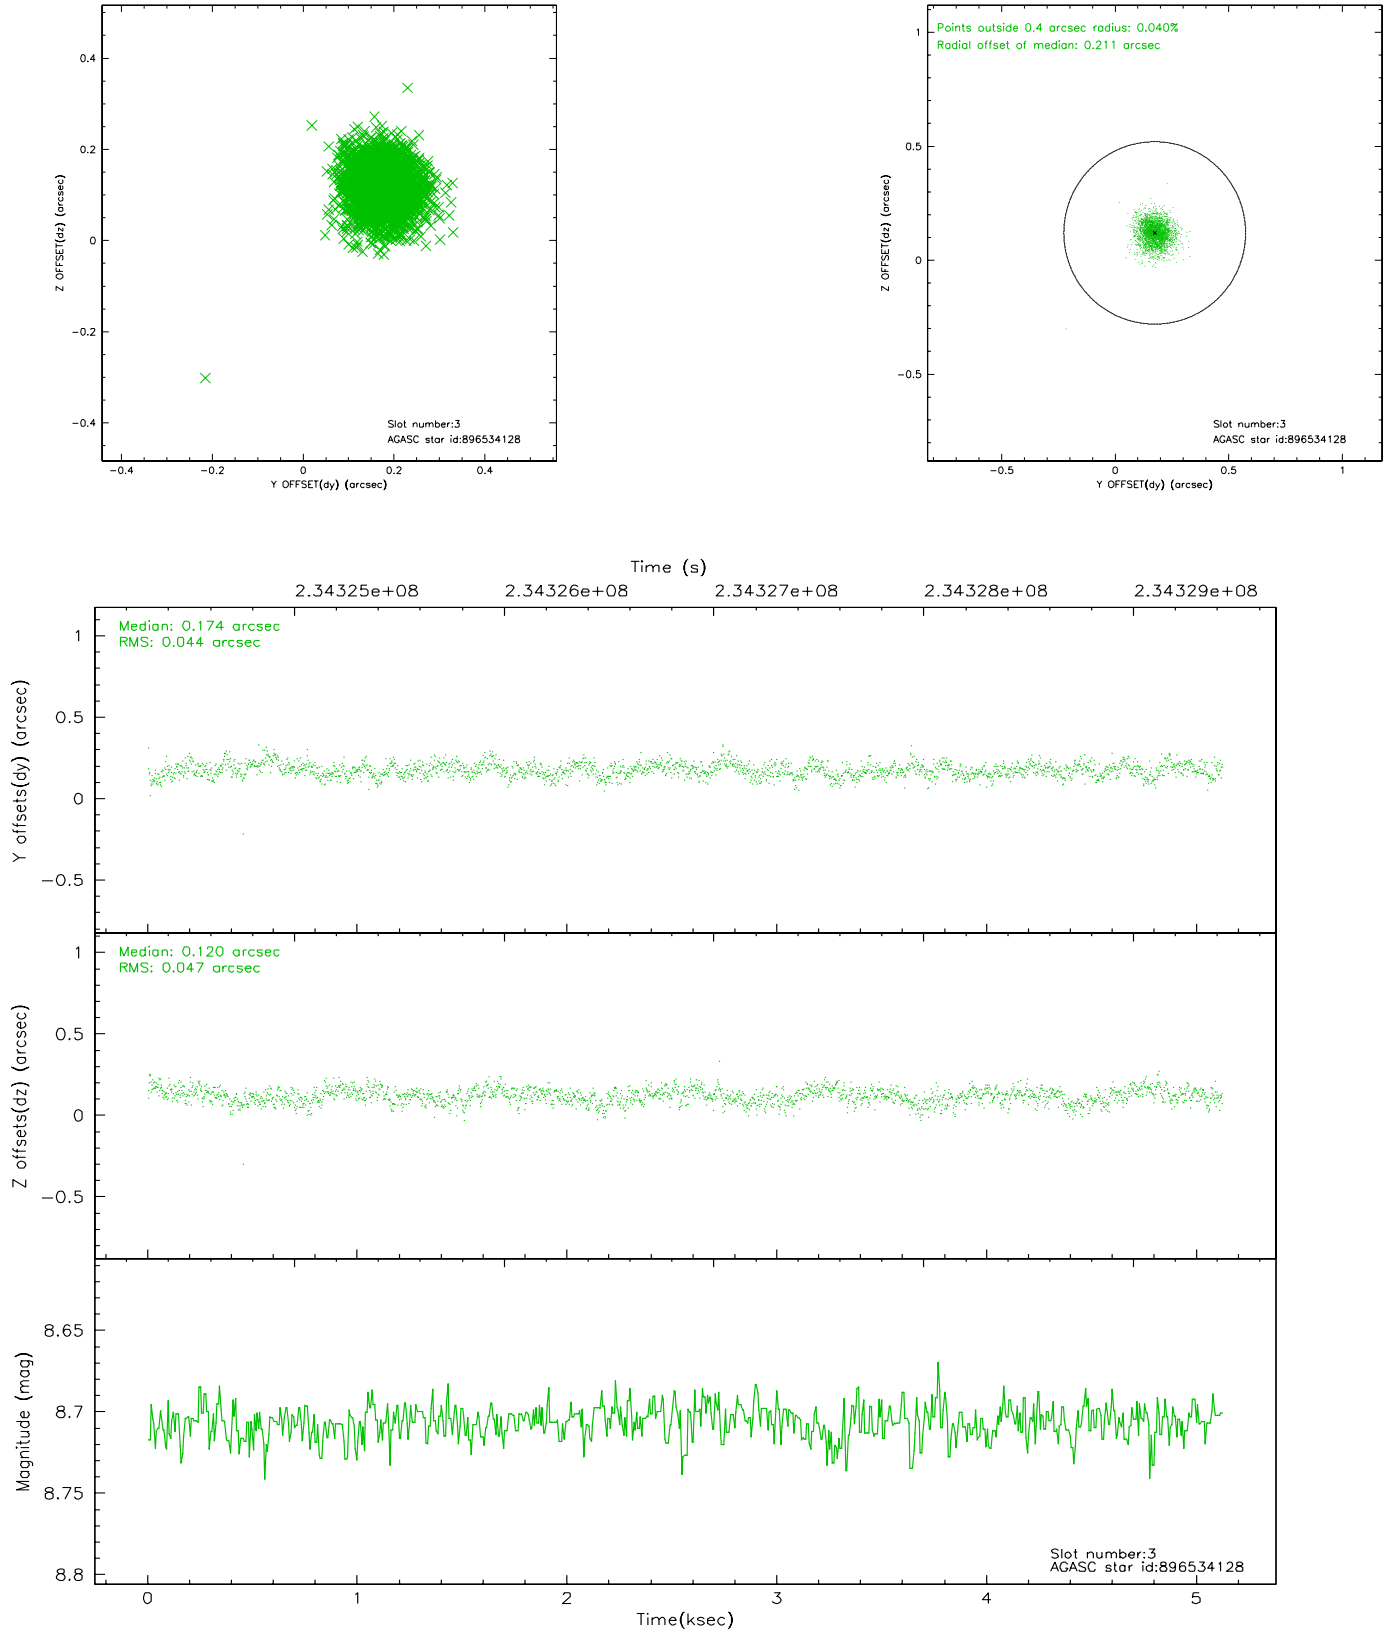 0.4
0.2
0
−0.2
−0.4
Z OFFSET(dz) (arcsec)
−0.4
−0.2
0
0.2
0.4
Y OFFSET(dy) (arcsec)
Slot number:3
AGASC star id:896534128
Points outside 0.4 arcsec radius: 0.040%
Radial offset of median: 0.211 arcsec
1
0.5
0
−0.5
Z OFFSET(dz) (arcsec)
−0.5
0
0.5
1
Y OFFSET(dy) (arcsec)
Slot number:3
AGASC star id:896534128
Time (s)
2.34325e+08
2.34326e+08
2.34327e+08
2.34328e+08
2.34329e+08
Median: 0.174 arcsec
RMS: 0.044 arcsec
1
0.5
0
−0.5
Y offsets(dy) (arcsec)
Median: 0.120 arcsec
RMS: 0.047 arcsec
1
0.5
0
−0.5
Z offsets(dz) (arcsec)
8.65
8.7
8.75
8.8
Magnitude (mag)
Slot number:3
AGASC star id:896534128
0
1
2
3
4
5
Time(ksec)